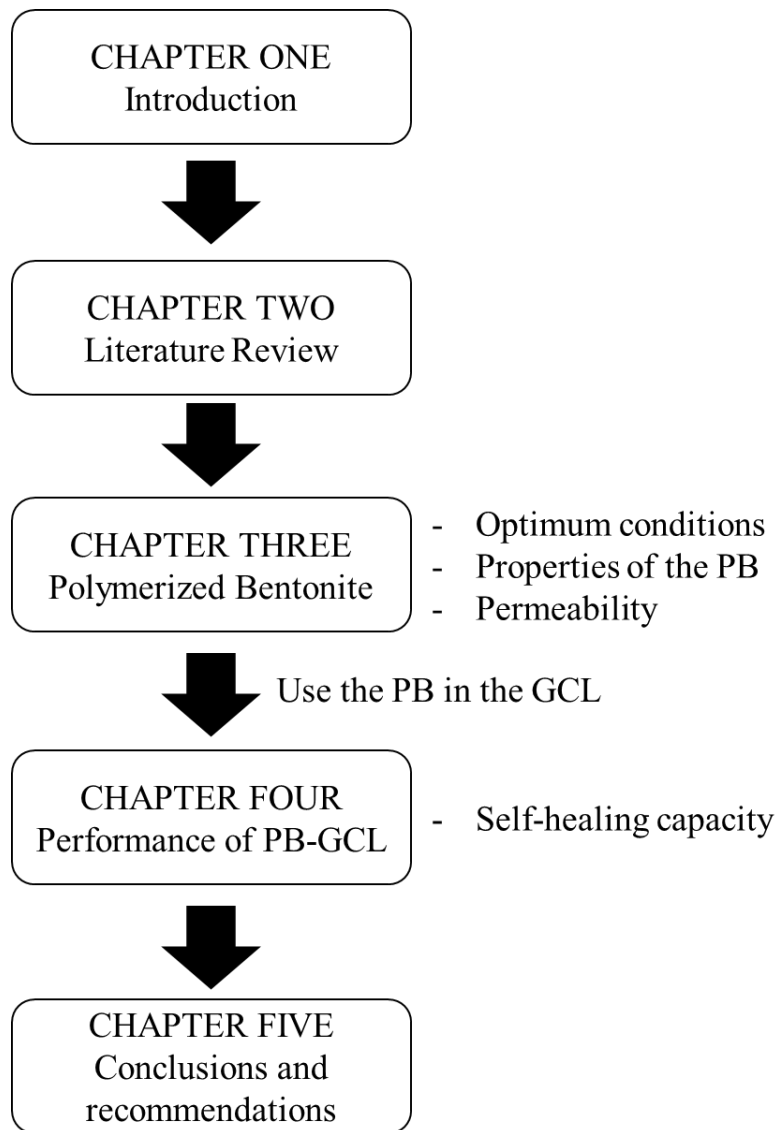 CHAPTER ONE
Introduction
CHAPTER TWO
Literature Review
CHAPTER THREE
Polymerized Bentonite
- Optimum conditions
- Properties of the PB
- Permeability
Use the PB in the GCL
CHAPTER FOUR
Performance of PB-GCL
- Self-healing capacity
CHAPTER FIVE
Conclusions and
recommendations